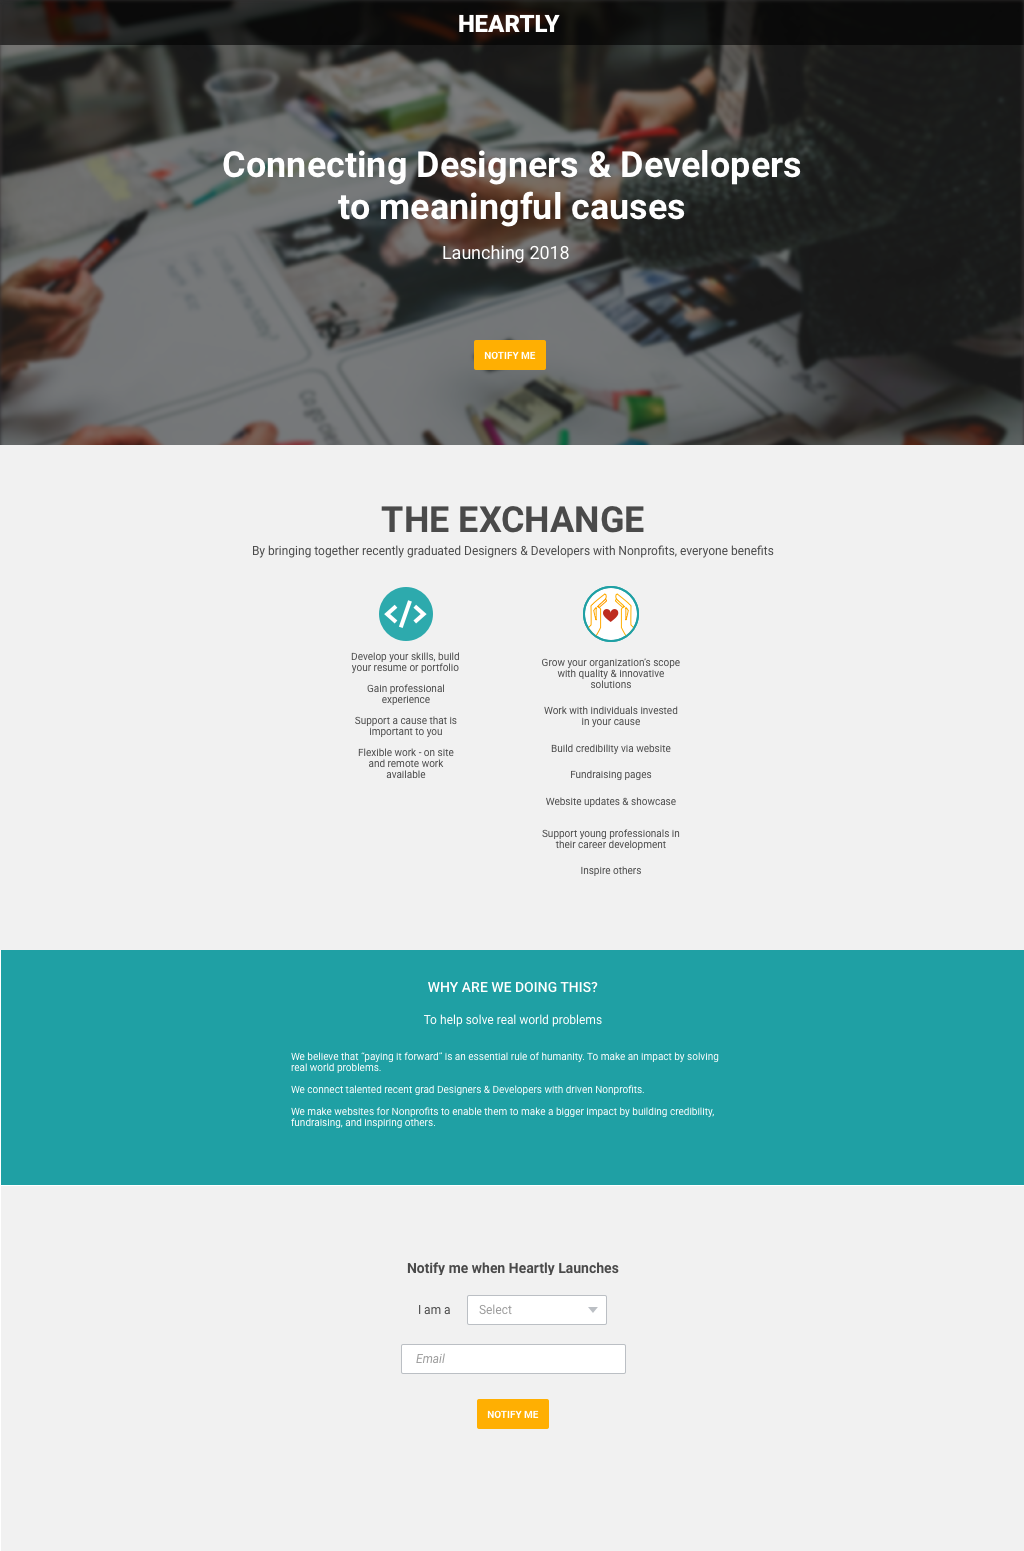 HEARTLY
Connecting Designers & Developers
to meaningful causes
Launching 2018
NOTIFY ME
THE EXCHANGE
By bringing together recently graduated Designers & Developers with Nonprofits, everyone benefits
Develop your skills, build
your resume or portfolio
Gain professional
experience
Support a cause that is
important to you
Flexible work - on site
and remote work
available
Grow your organization's scope
with quality & innovative
solutions
Work with individuals invested
in your cause
Build credibility via website
Fundraising pages
Website updates & showcase
Support young professionals in
their career development
Inspire others
WHY ARE WE DOING THIS?
To help solve real world problems
We believe that "paying it forward" is an essential rule of humanity. To make an impact by solving
real world problems.
We connect talented recent grad Designers & Developers with driven Nonprofits.
We make websites for Nonprofits to enable them to make a bigger impact by building credibility,
fundraising, and inspiring others.
Notify me when Heartly Launches
I am a
Select
Email
NOTIFY ME